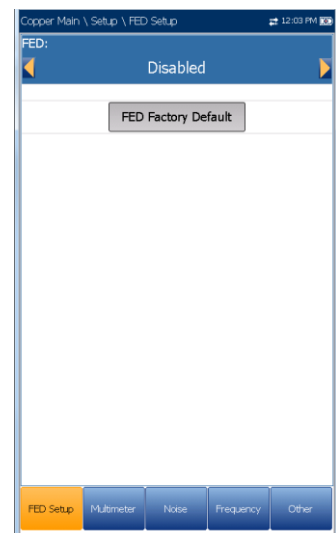 Copper Main \ Setup \ FED Setup 12:03 PM
FED:
Disabled
FED Factory Default
FED Setup Multimeter Noise Frequency Other